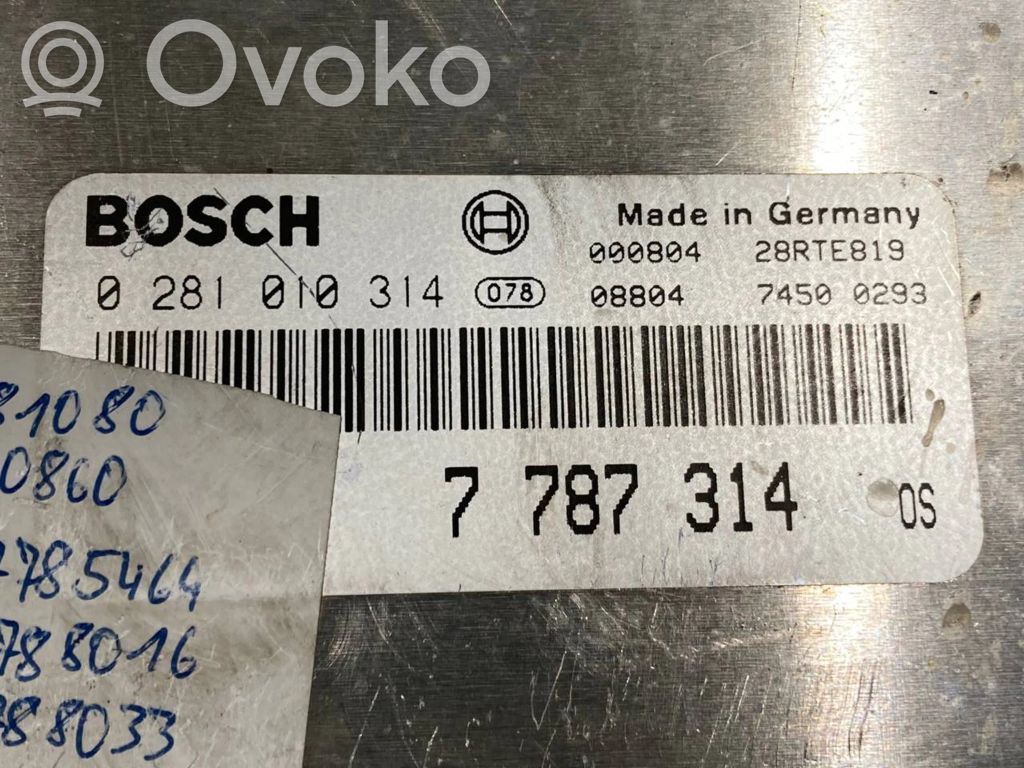 Ovoko
BOSCH Made in Germany
000804 28RTE819
0 281 010 314 078 08804 7450 0293
7 787 314 OS
81080
0860
785464
788016
88033